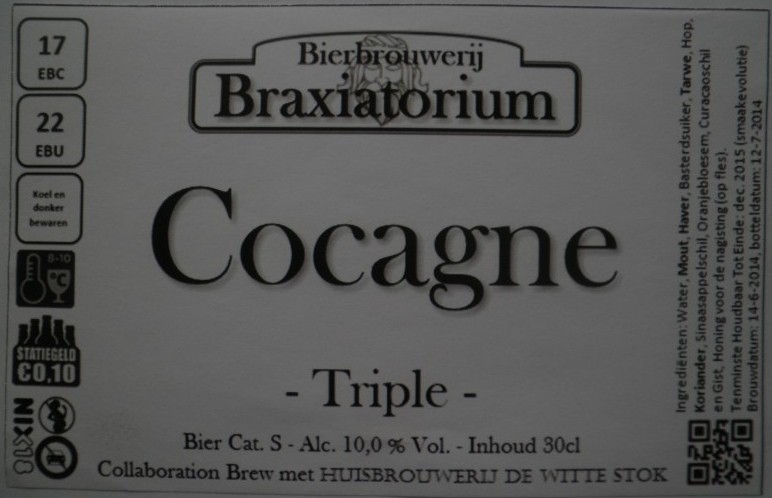 17
EBC
22
EBU
Koel en
donker
bewaren
8-10
°C
STATIEGELD
€0,10
NIX
<18
Bierbrouwerij
Braxiatorium
Cocagne
- Triple -
Bier Cat. S - Alc. 10,0 % Vol. - Inhoud 30cl
Collaboration Brew met HUISBROUWERIJ DE WITTE STOK
Ingrediënten: Water, Mout, Haver, Basterdsuiker, Tarwe, Hop,
Koriander, Sinaasappelschil, Oranjebloesem, Curacaoschil
en Gist, Honing voor de nagisting (op fles).
Tenminste Houdbaar Tot Einde: dec. 2015 (smaakevolutie)
Brouwdatum: 14-6-2014, botteldatum: 12-7-2014